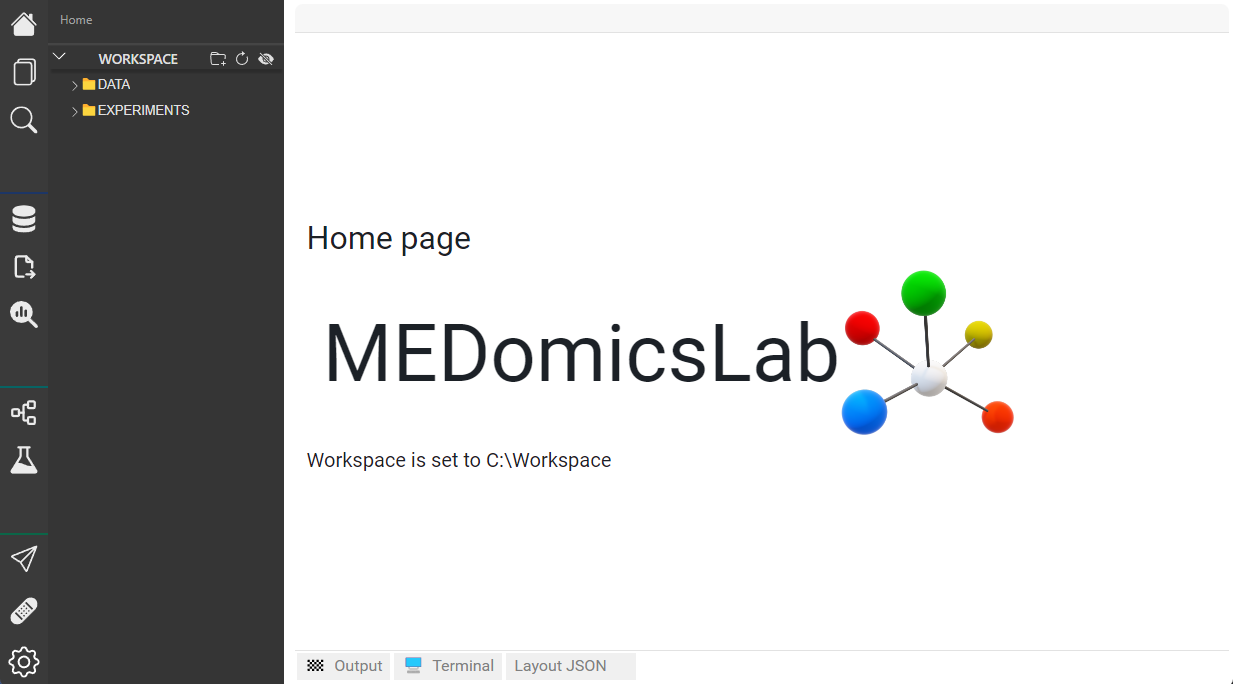 Home
WORKSPACE
DATA
EXPERIMENTS
Home page
MEDomicsLab
Workspace is set to C:\Workspace
Output Terminal Layout JSON